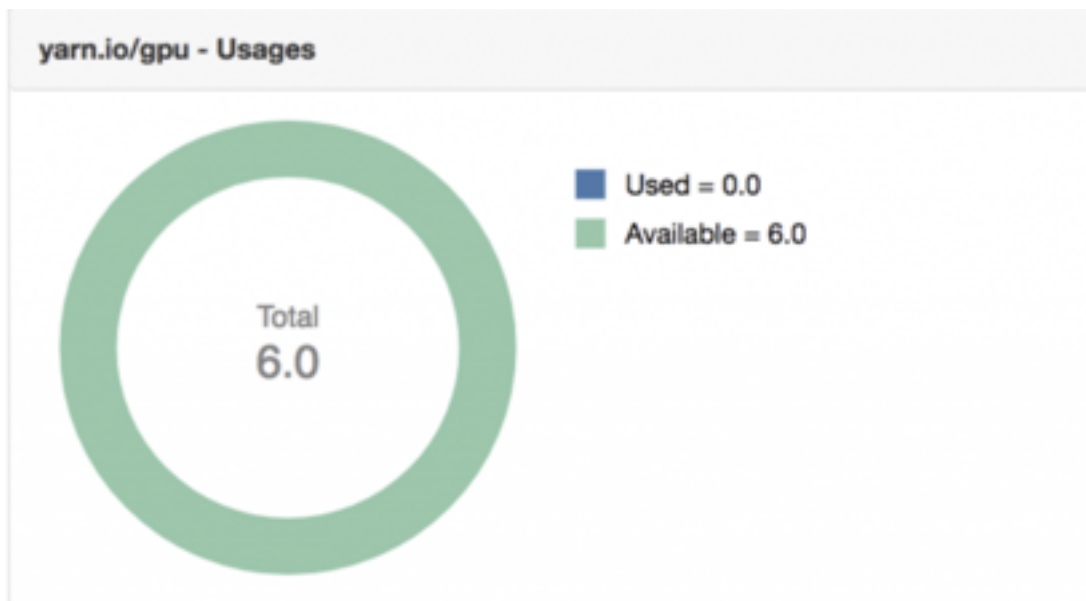 yarn.io/gpu - Usages
Used = 0.0
Available = 6.0
Total
6.0